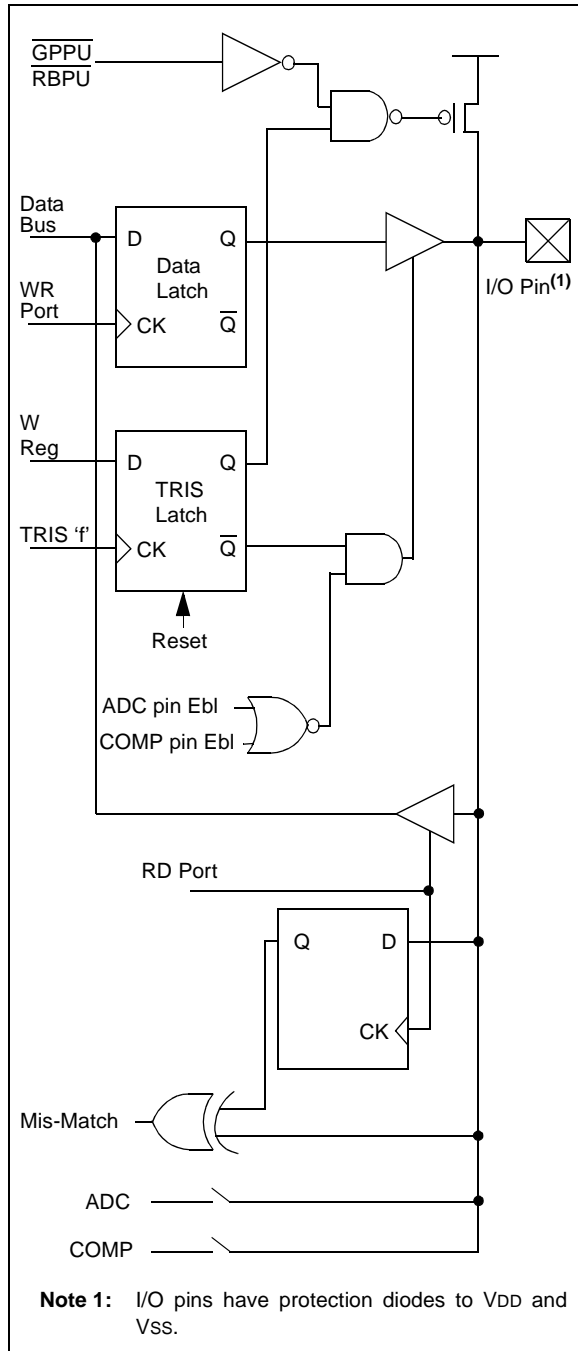 GPPU
RBPU
Data
Bus
D Q
Data
Latch
WR
Port
CK Q
I/O Pin(1)
W
Reg
D Q
TRIS
Latch
TRIS ‘f’
CK Q
Reset
ADC pin Ebl
COMP pin Ebl
RD Port
Q D
CK
Mis-Match
ADC
COMP
Note 1: I/O pins have protection diodes to VDD and
VSS.